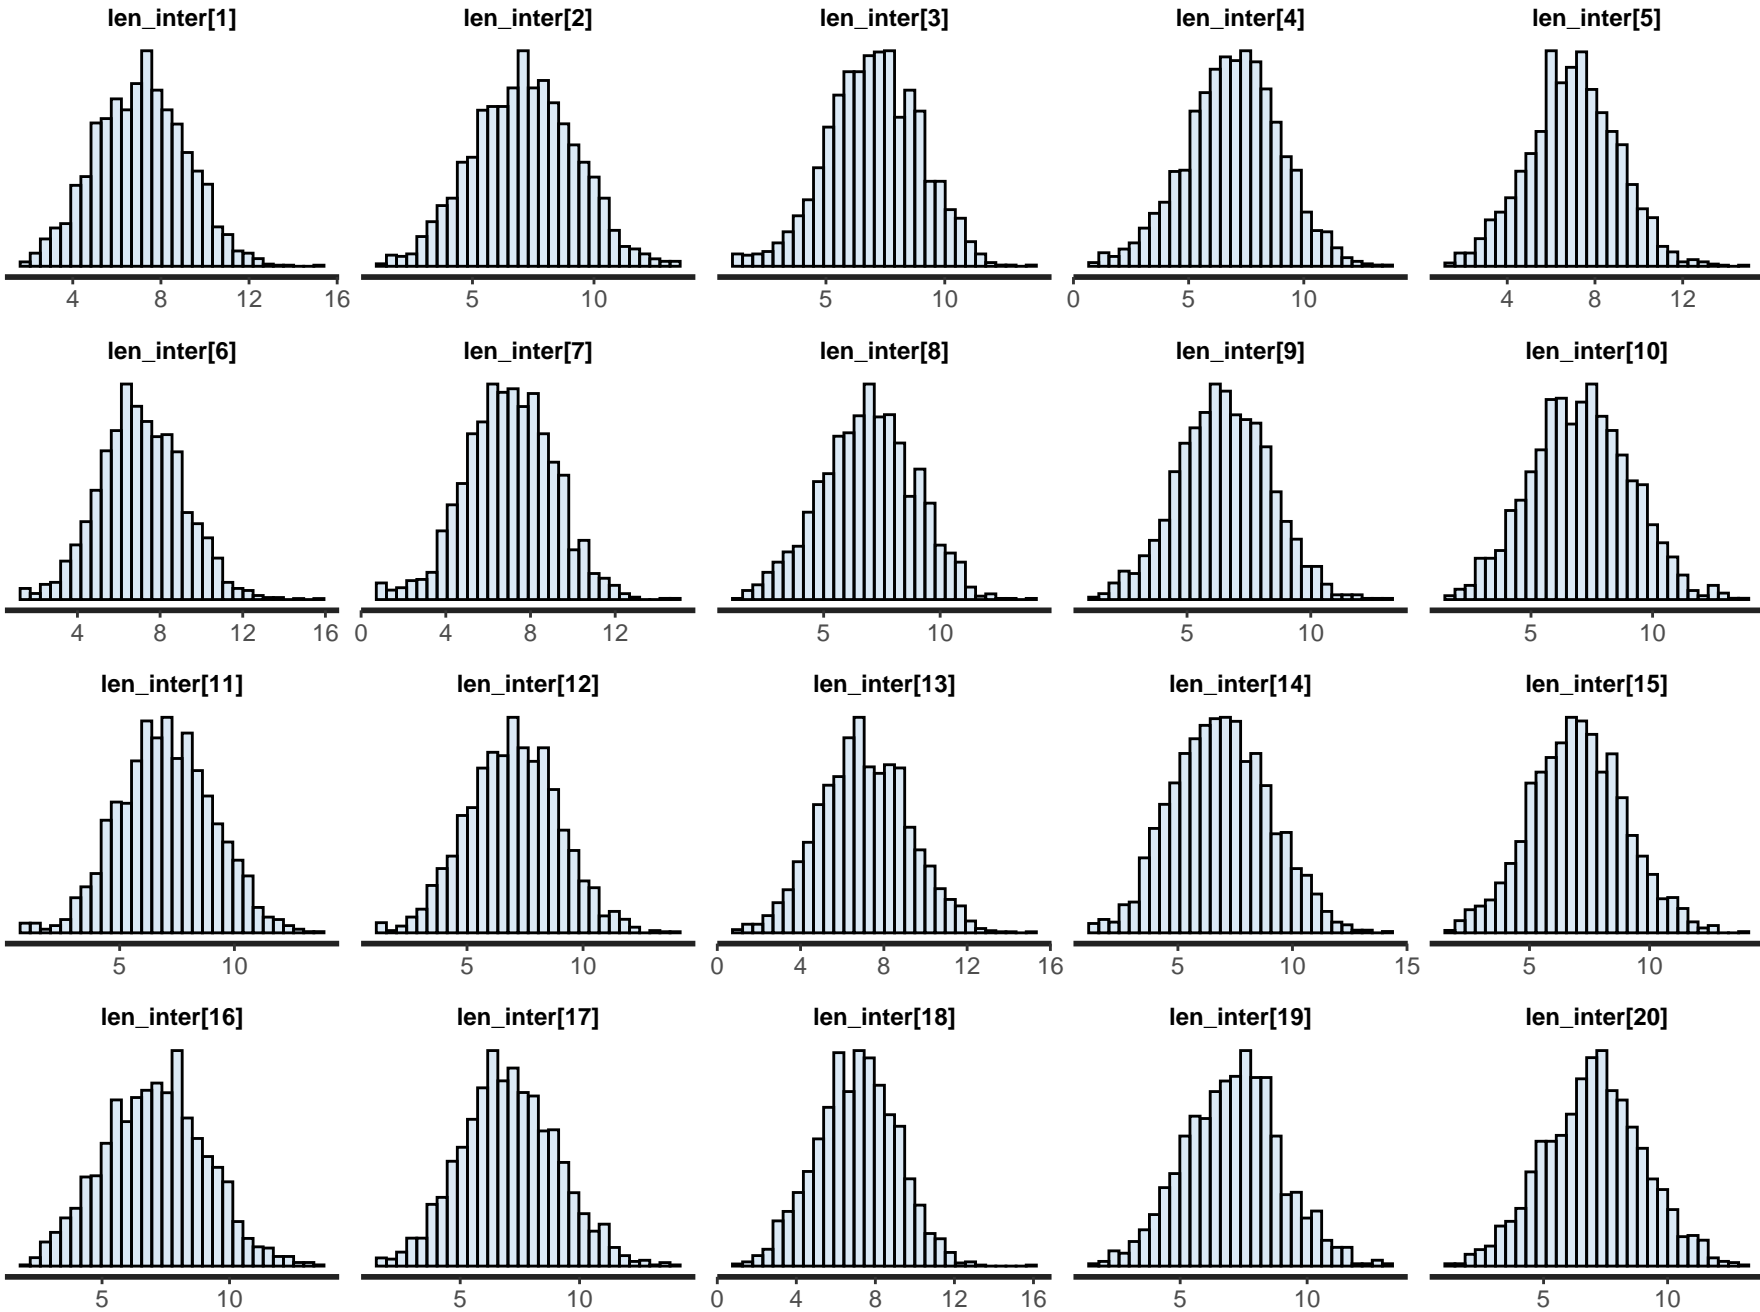 len_inter[1] len_inter[2] len_inter[3] len_inter[4] len_inter[5]
4 8 12 16 5 10 5 10 0 5 10 4 8 12
len_inter[6] len_inter[7] len_inter[8] len_inter[9] len_inter[10]
4 8 12 16 0 4 8 12 5 10 5 10 5 10
len_inter[11] len_inter[12] len_inter[13] len_inter[14] len_inter[15]
5 10 5 10 0 4 8 12 16 5 10 15 5 10
len_inter[16] len_inter[17] len_inter[18] len_inter[19] len_inter[20]
5 10 5 10 0 4 8 12 16 5 10 5 10